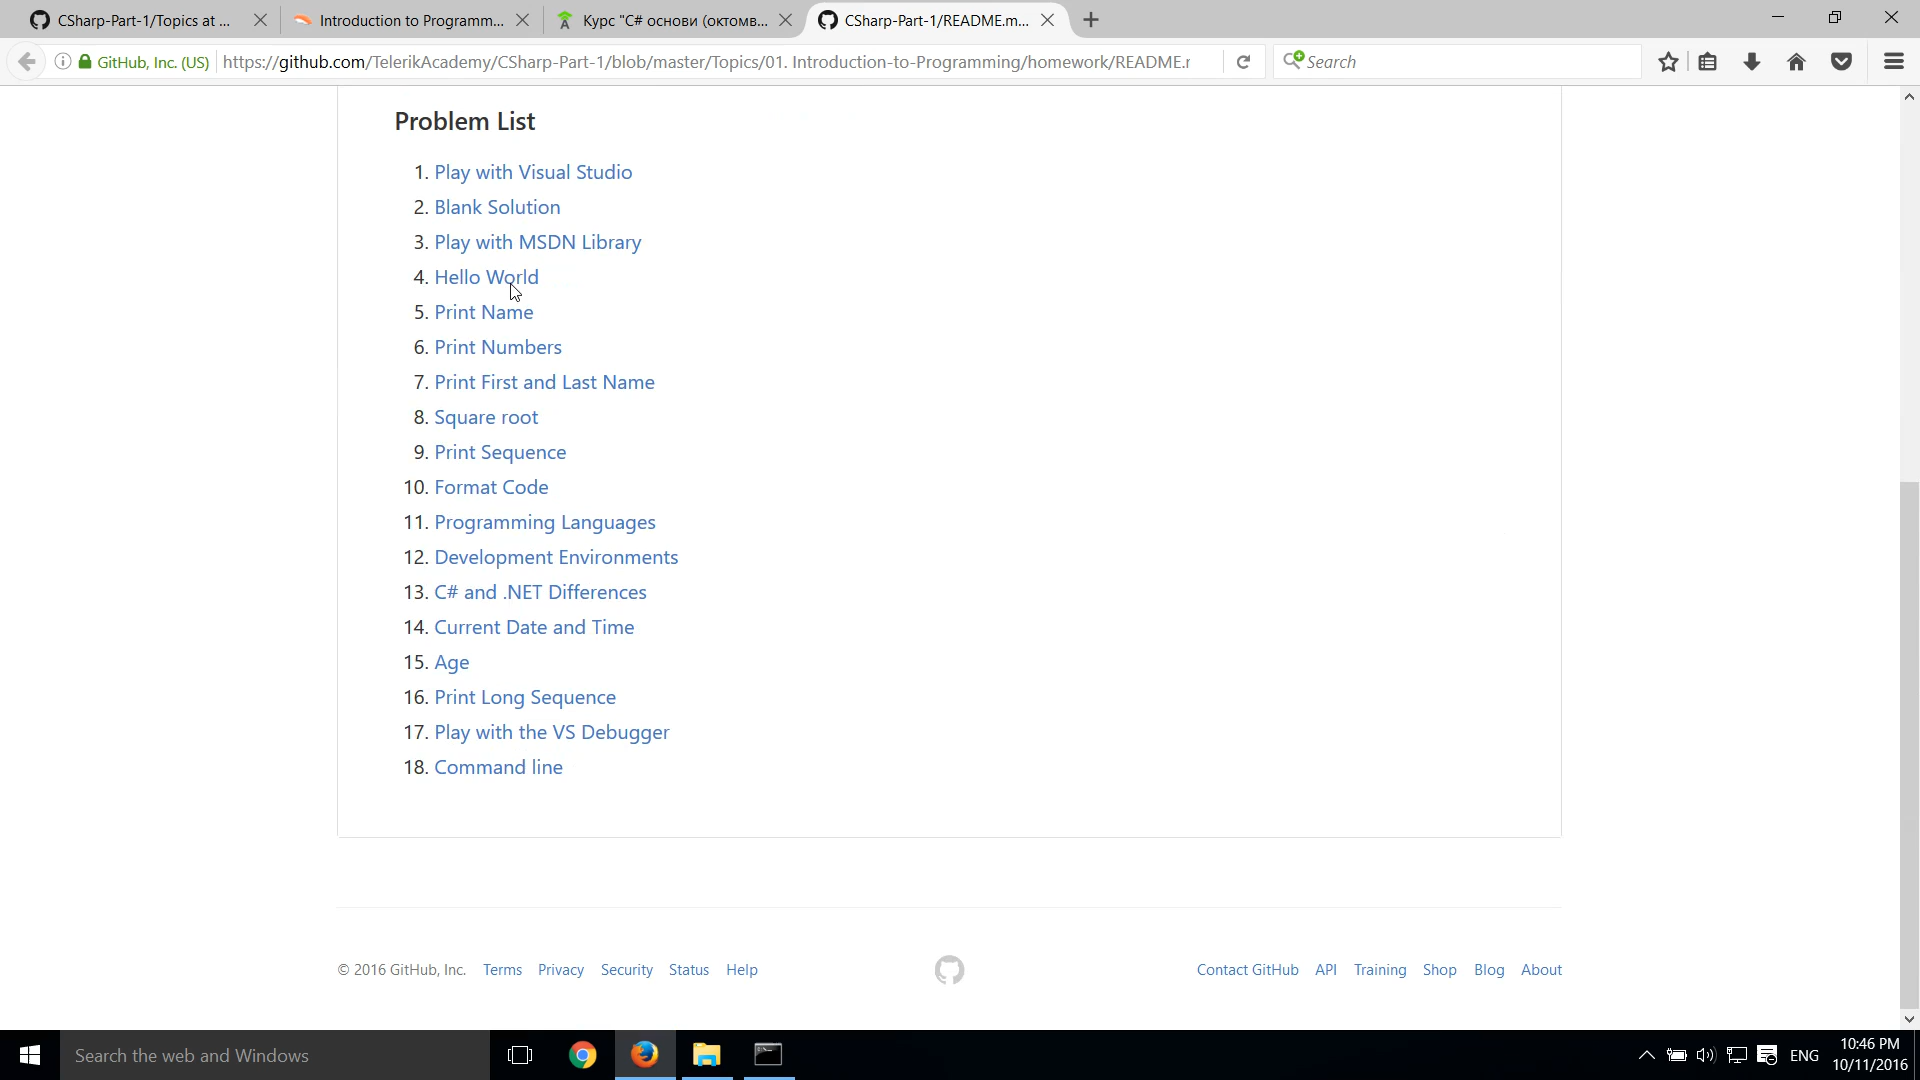 CSharp-Part-1/Topics at ...
Introduction to Programm...
Курс "C# основи (октомв...
CSharp-Part-1/README.m...
GitHub, Inc. (US)
https://github.com/TelerikAcademy/CSharp-Part-1/blob/master/Topics/01. Introduction-to-Programming/homework/README.r
Search
Problem List
1. Play with Visual Studio
2. Blank Solution
3. Play with MSDN Library
4. Hello World
5. Print Name
6. Print Numbers
7. Print First and Last Name
8. Square root
9. Print Sequence
10. Format Code
11. Programming Languages
12. Development Environments
13. C# and .NET Differences
14. Current Date and Time
15. Age
16. Print Long Sequence
17. Play with the VS Debugger
18. Command line
© 2016 GitHub, Inc. Terms Privacy Security Status Help
Contact GitHub API Training Shop Blog About
Search the web and Windows
ENG
10:46 PM
10/11/2016